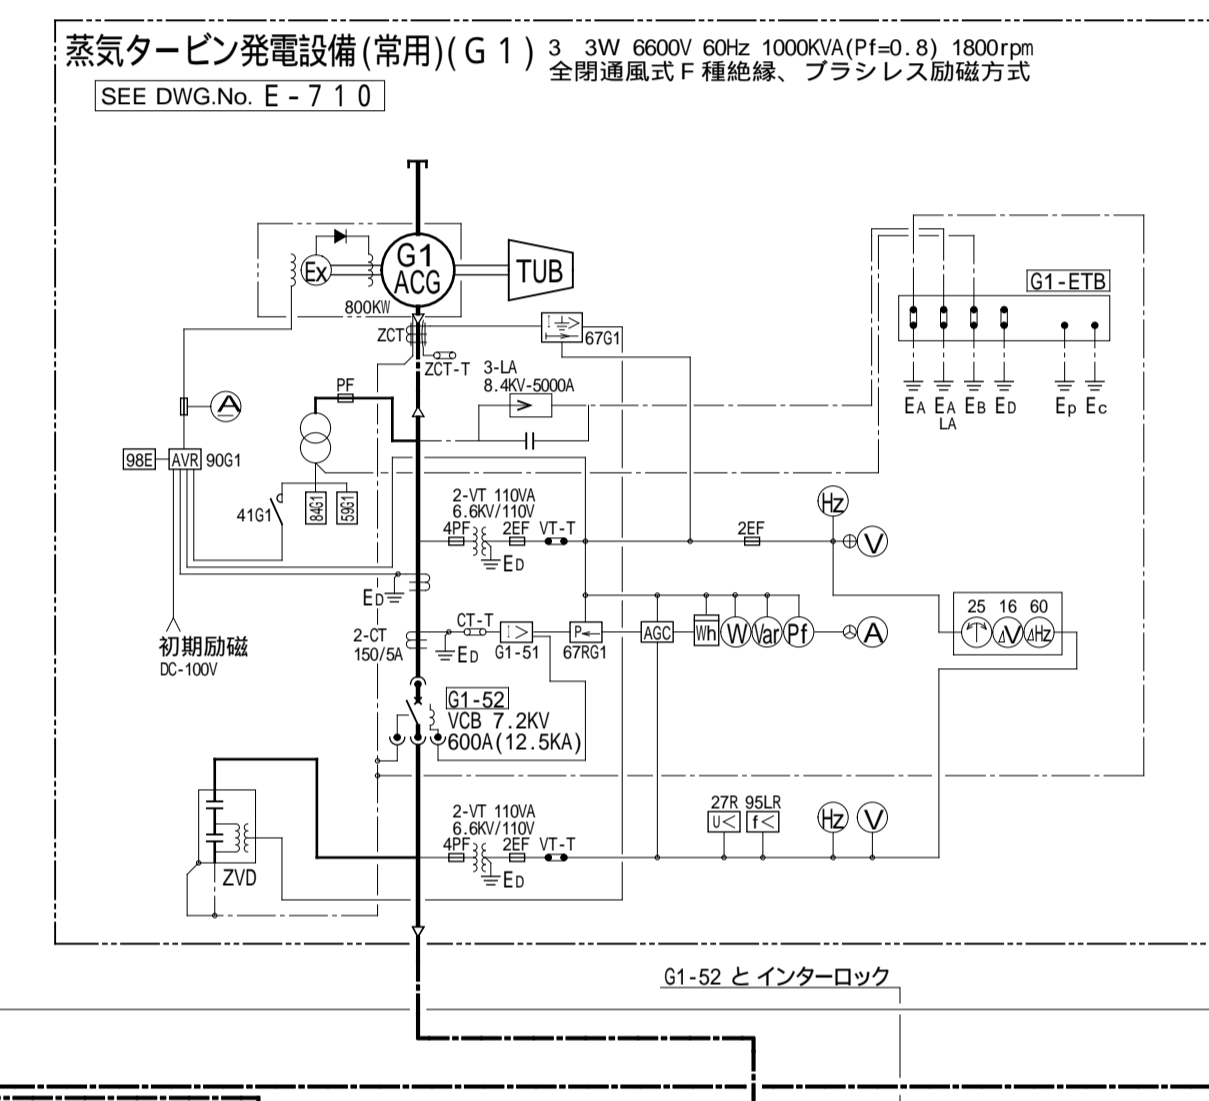 蒸気タービン発電設備(常用)(G1)
3 3W 6600V 60Hz 1000KVA(Pf=0.8) 1800rpm
全閉通風式F種絶縁、ブラシレス励磁方式
SEE DWG.No. E-710
G1
ACG
Ex
TUB
800KW
G1-ETB
ZCT
67G1
ZCT-T
3-LA
8.4KV-5000A
PF
A
EA EA EB ED Ep Ec
LA
98E
AVR
90G1
41G1
84G1
59G1
2-VT 110VA
6.6KV/110V
4PF 2EF VT-T
ED
2EF
Hz
V
ED
初期励磁
DC-100V
2-CT
150/5A
CT-T
ED
I>
G1-51
P←
67RG1
AGC
Wh
W
Var
Pf
A
25 16 60
ΔV
ΔHz
G1-52
VCB 7.2KV
600A(12.5KA)
2-VT 110VA
6.6KV/110V
4PF 2EF VT-T
ED
27R 95LR
U<
f<
Hz
V
ZVD
G1-52 とインターロック